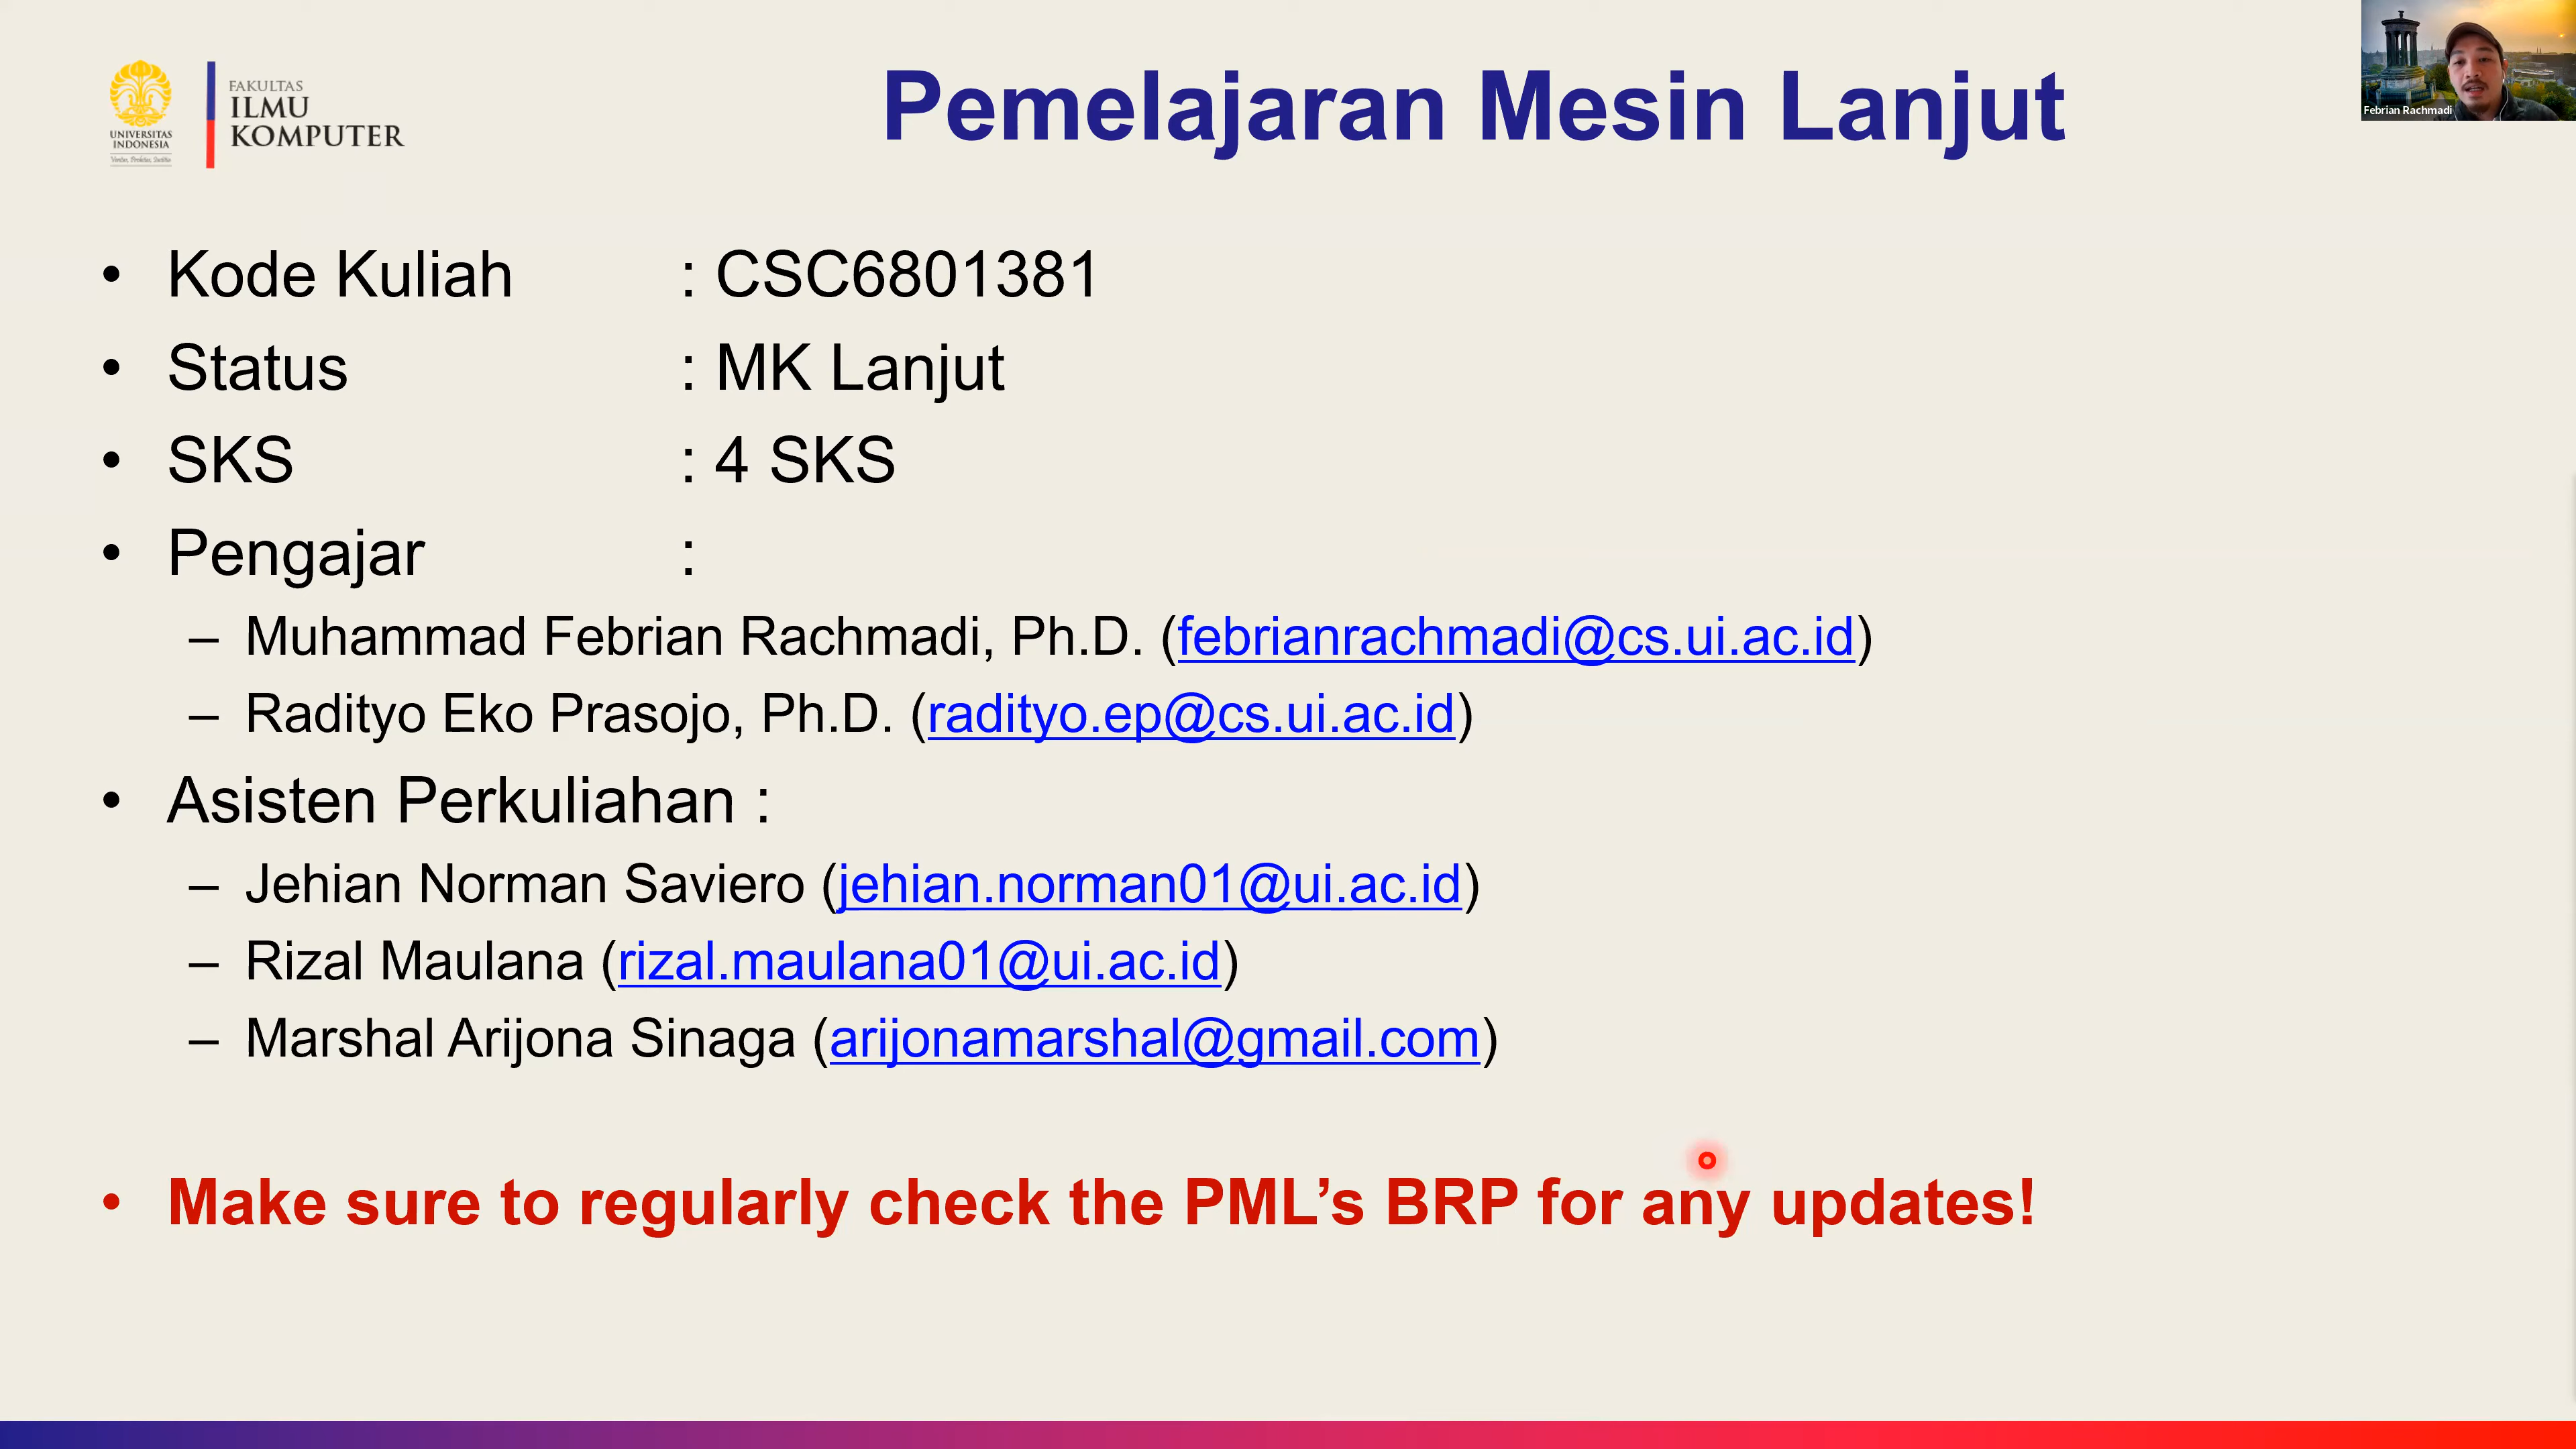 UNIVERSITAS
INDONESIA
Veritas, Probitas, Iustitia
FAKULTAS
ILMU
KOMPUTER
Pemelajaran Mesin Lanjut
Febrian Rachmadi
• Kode Kuliah : CSC6801381
• Status : MK Lanjut
• SKS : 4 SKS
• Pengajar :
– Muhammad Febrian Rachmadi, Ph.D. (febrianrachmadi@cs.ui.ac.id)
– Radityo Eko Prasojo, Ph.D. (radityo.ep@cs.ui.ac.id)
• Asisten Perkuliahan :
– Jehian Norman Saviero (jehian.norman01@ui.ac.id)
– Rizal Maulana (rizal.maulana01@ui.ac.id)
– Marshal Arijona Sinaga (arijonamarshal@gmail.com)
• Make sure to regularly check the PML’s BRP for any updates!